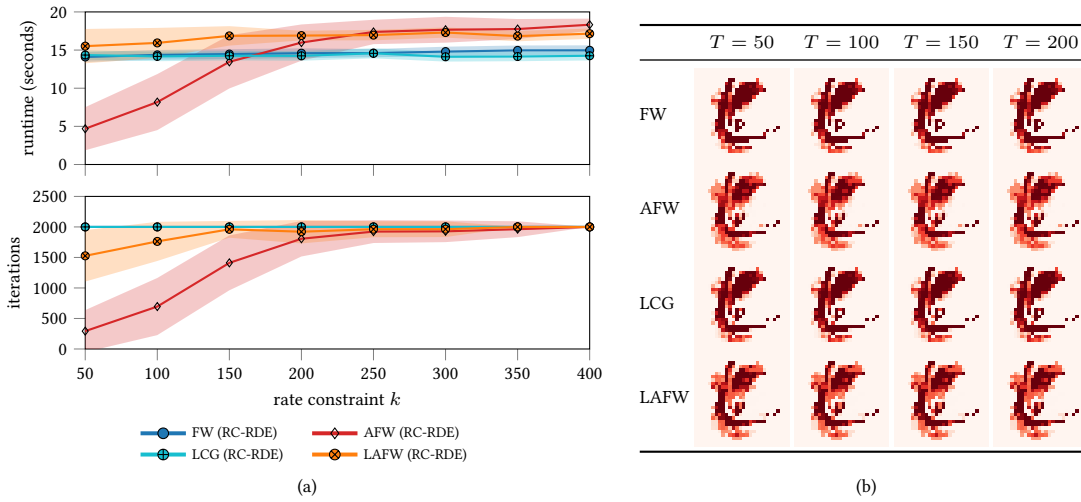 20
15
10
5
0
runtime (seconds)
2500
2000
1500
1000
500
0
iterations
50 100 150 200 250 300 350 400
rate constraint k
FW (RC-RDE) AFW (RC-RDE)
LCG (RC-RDE) LAFW (RC-RDE)
(a)
T = 50 T = 100 T = 150 T = 200
FW
AFW
LCG
LAFW
(b)